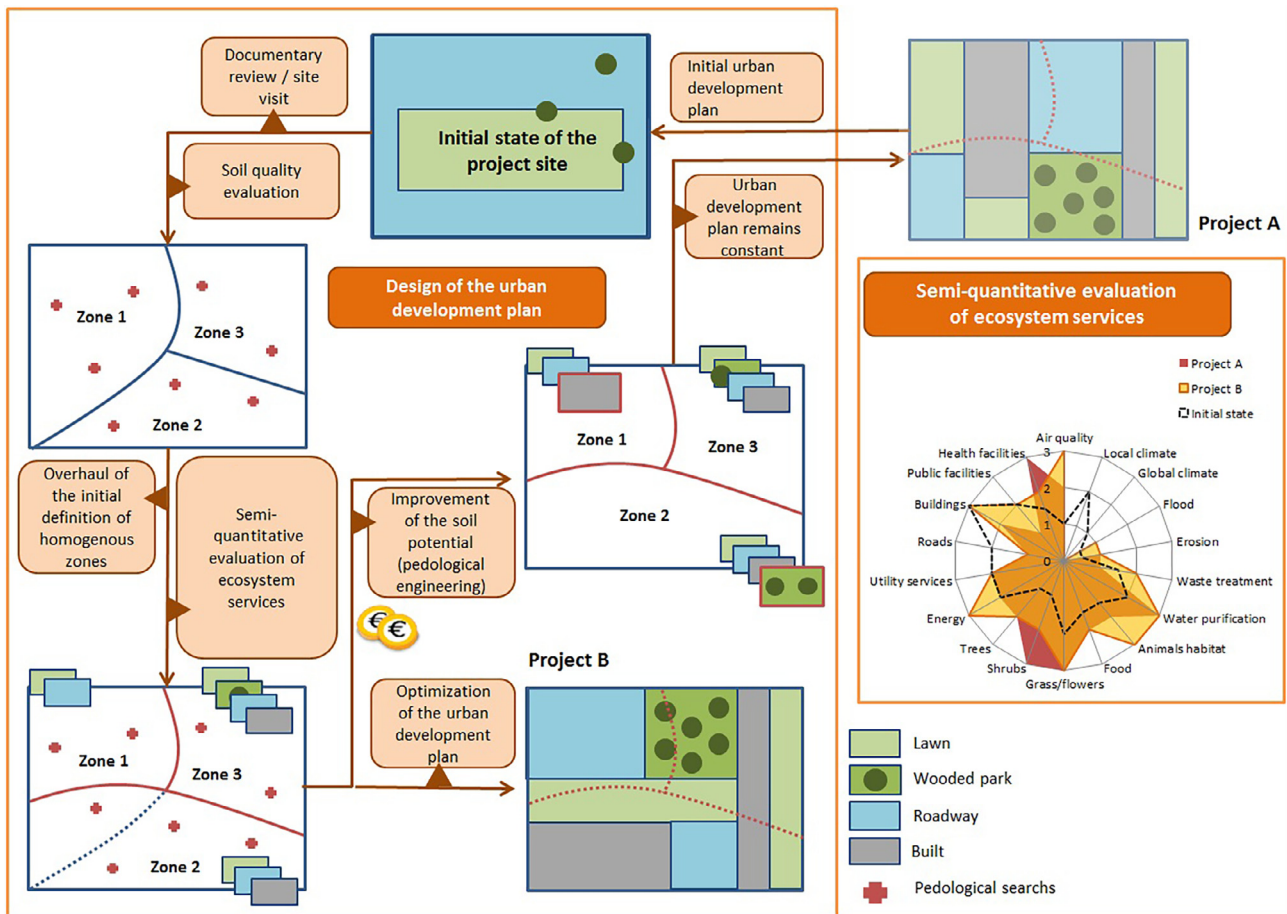 Documentary
review / site
visit
Initial state of the
project site
Initial urban
development
plan
Project A
Soil quality
evaluation
Urban
development
plan remains
constant
Design of the urban
development plan
Zone 1
Zone 3
Zone 2
Overhaul of
the initial
definition of
homogenous
zones
Semi-
quantitative
evaluation of
ecosystem
services
Improvement
of the soil
potential
(pedological
engineering)
€
€
Zone 1
Zone 3
Zone 2
Zone 1
Zone 3
Zone 2
Optimization
of the urban
development
plan
Project B
Semi-quantitative evaluation
of ecosystem services
Project A
Project B
Initial state
Air quality
Local climate
Global climate
Flood
Erosion
Waste treatment
Water purification
Animals habitat
Food
Grass/flowers
Shrubs
Trees
Energy
Utility services
Roads
Buildings
Public facilities
Health facilities
3
2
1
0
Lawn
Wooded park
Roadway
Built
Pedological searchs